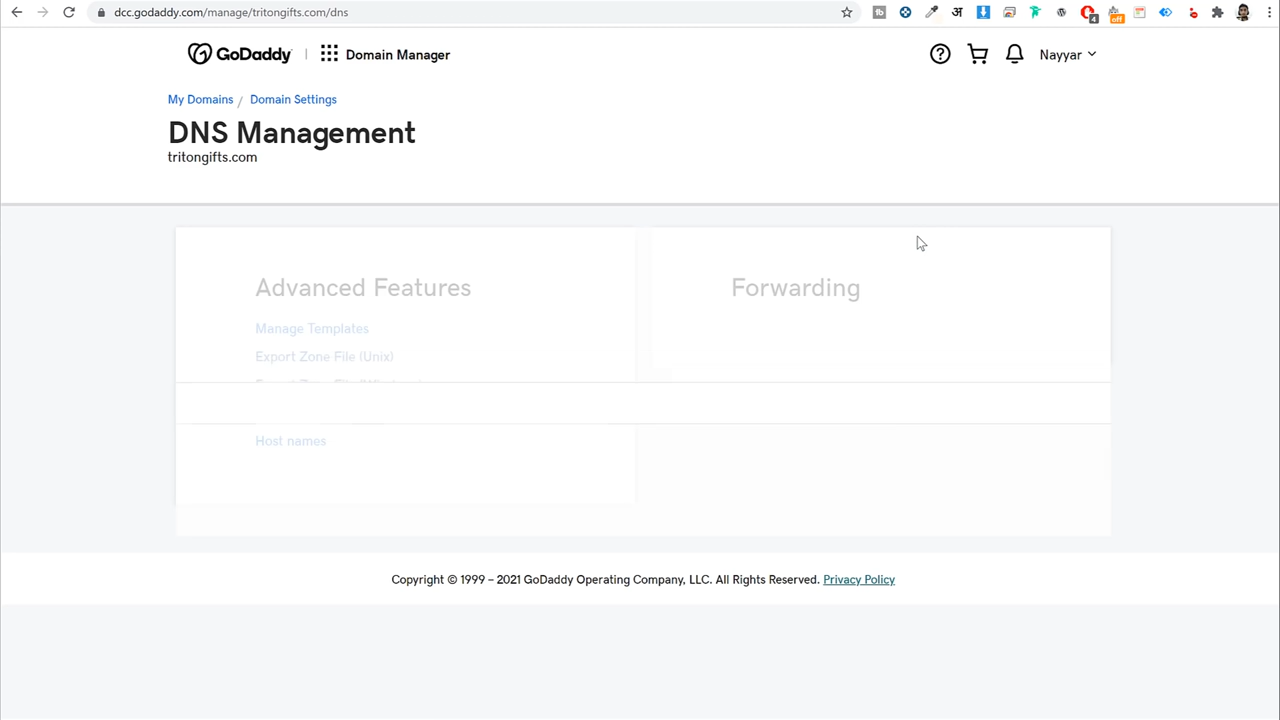 dcc.godaddy.com/manage/tritongifts.com/dns
अ
4
off
GoDaddy
Domain Manager
Nayyar
My Domains / Domain Settings
DNS Management
tritongifts.com
Advanced Features
Forwarding
Manage Templates
Export Zone File (Unix)
Host names
Copyright © 1999 – 2021 GoDaddy Operating Company, LLC. All Rights Reserved. Privacy Policy